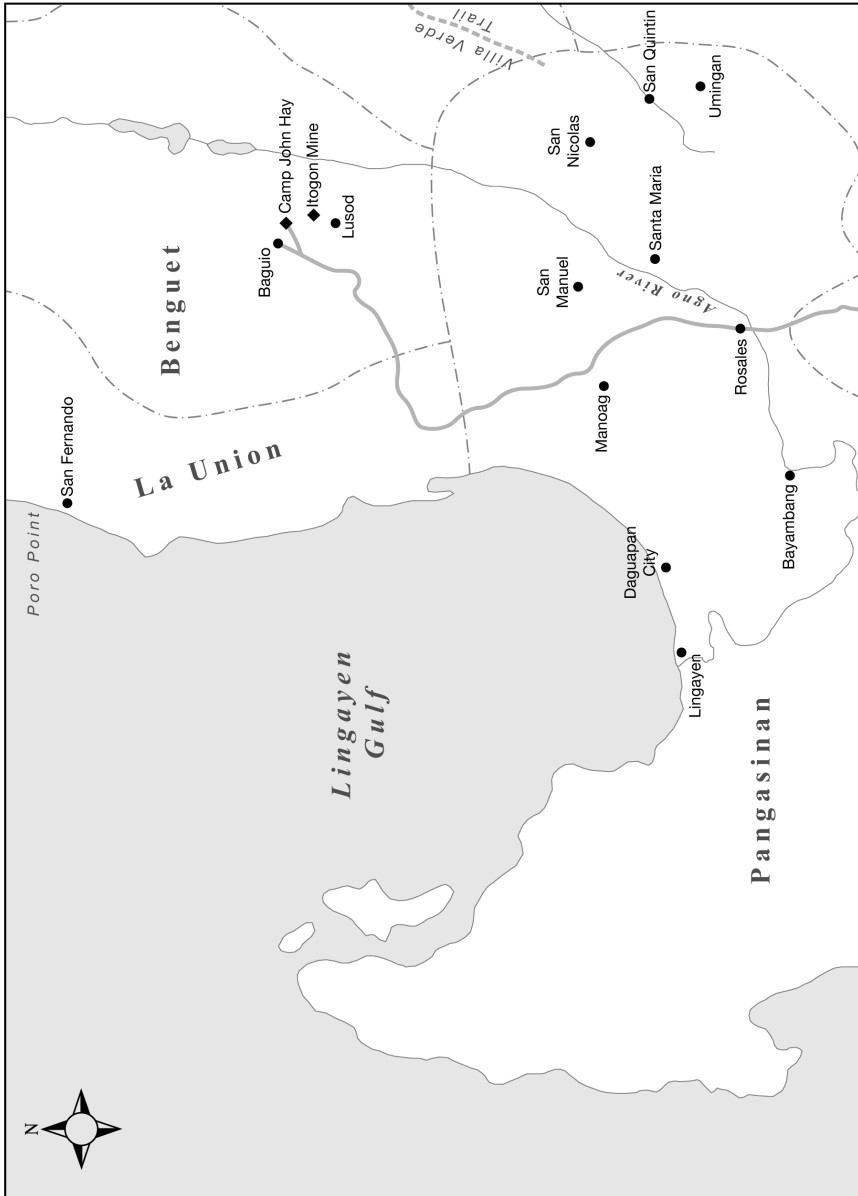 Poro Point
San Fernando
La Union
Benguet
Baguio
Camp John Hay
Itogon Mine
Lusod
Villa Verde
Trail
Lingayen
Gulf
San
Nicolas
San Quintin
Umingan
San
Manuel
Santa Maria
Agno River
Manoag
Rosales
Daguapan
City
Bayambang
Lingayen
Pangasinan
N